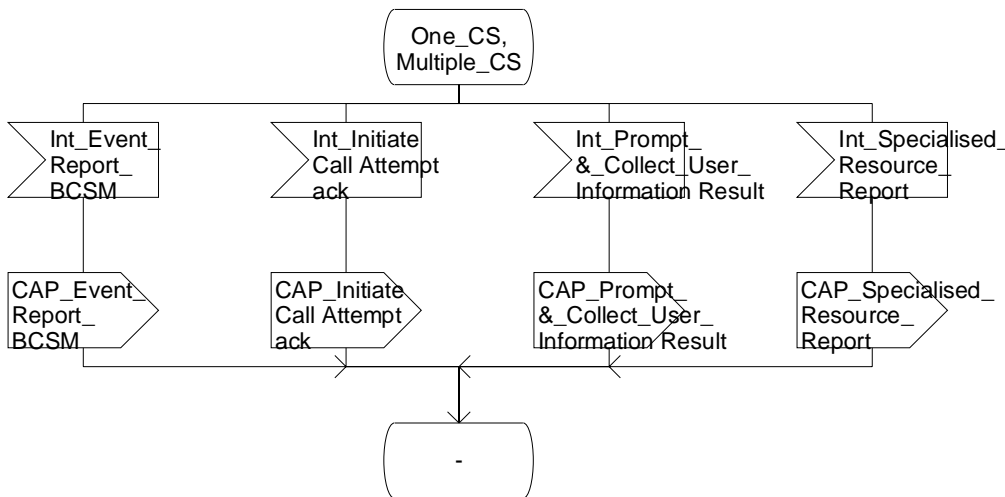 One_CS,
Multiple_CS
Int_Event_
Report_
BCSM
Int_Initiate
Call Attempt
ack
Int_Prompt_
&_Collect_User_
Information Result
Int_Specialised_
Resource_
Report
CAP_Event_
Report_
BCSM
CAP_Initiate
Call Attempt
ack
CAP_Prompt_
&_Collect_User_
Information Result
CAP_Specialised_
Resource_
Report
-